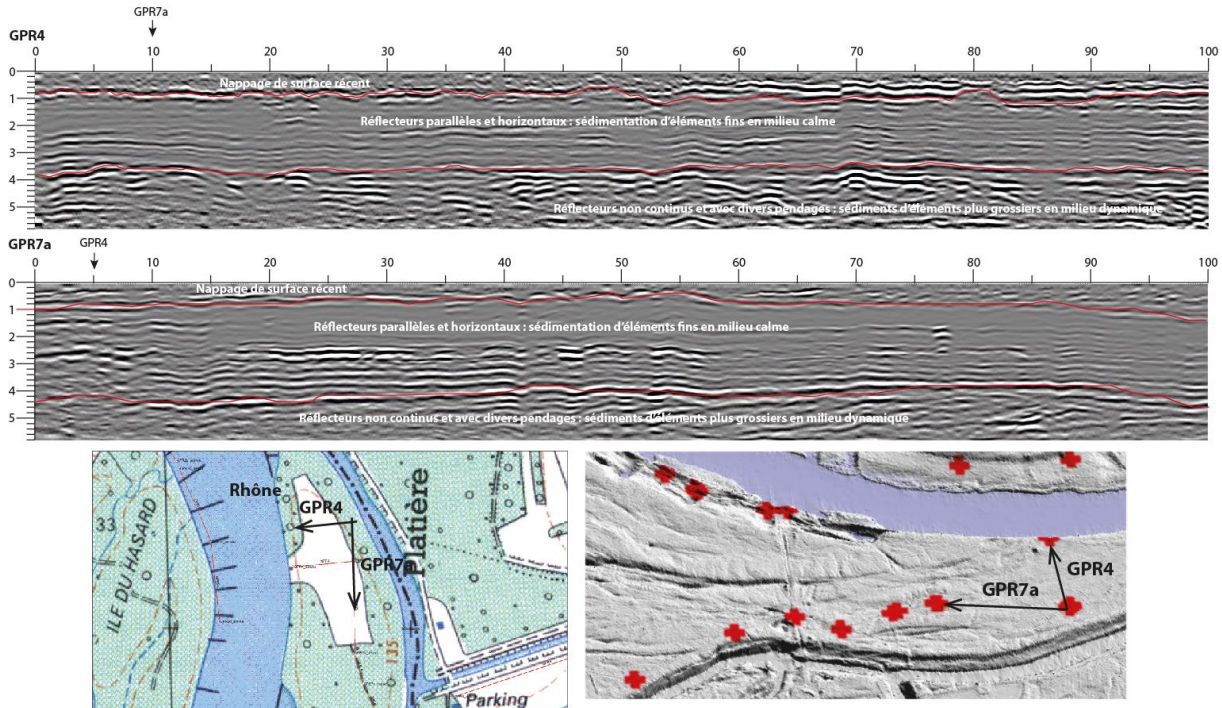 GPR7a
GPR4
0 10 20 30 40 50 60 70 80 90 100
0
Nappage de surface récent
1
Réflecteurs parallèles et horizontaux : sédimentation d'éléments fins en milieu calme
2
3
4
Réflecteurs non continus et avec divers pendages : sédiments d'éléments plus grossiers en milieu dynamique
5
GPR7a GPR4
0 10 20 30 40 50 60 70 80 90 100
0
Nappage de surface récent
1
Réflecteurs parallèles et horizontaux : sédimentation d'éléments fins en milieu calme
2
3
4
Réflecteurs non continus et avec divers pendages : sédiments d'éléments plus grossiers en milieu dynamique
5
Rhône
GPR4
33
ILE DU HASARD
Platière
GPR7a
135
Parking
GPR4
GPR7a